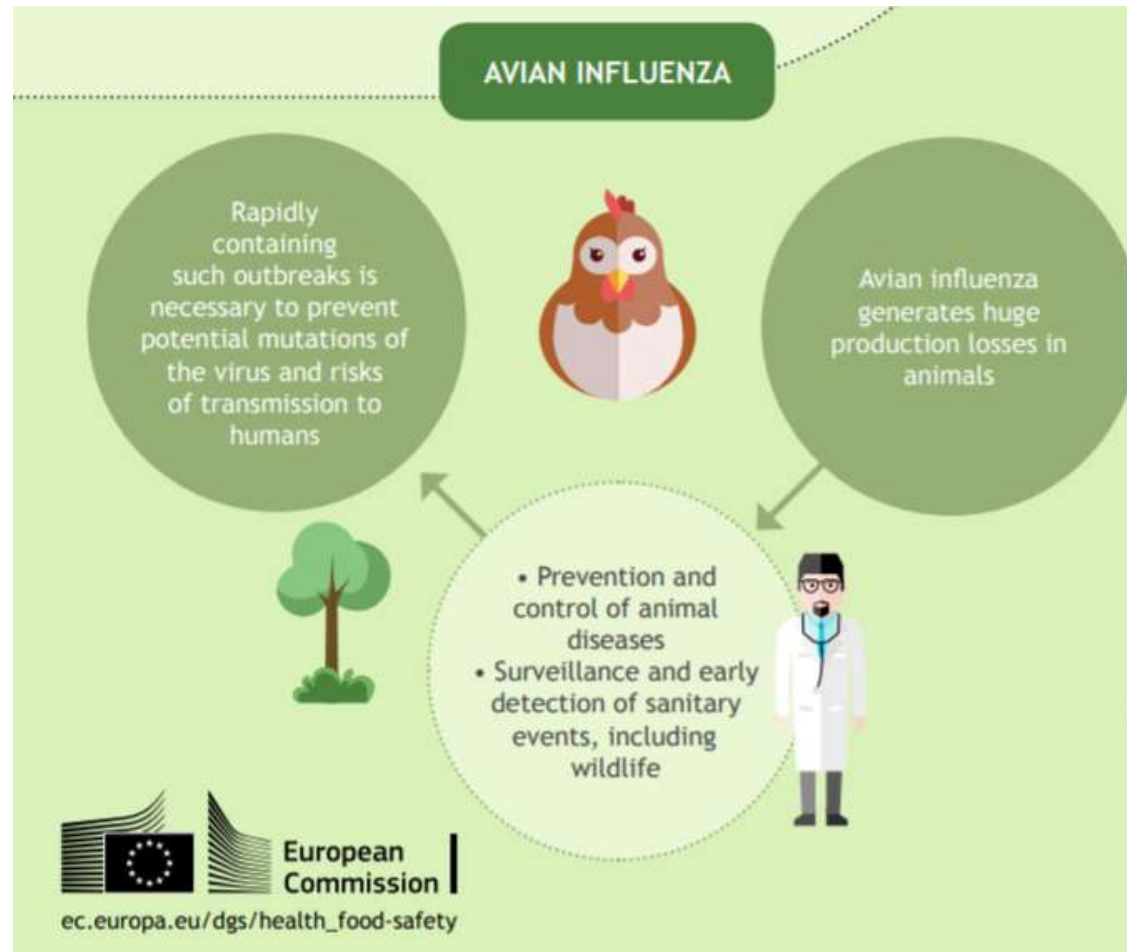 AVIAN INFLUENZA
Rapidly
containing
such outbreaks is
necessary to prevent
potential mutations of
the virus and risks
of transmission to
humans
Avian influenza
generates huge
production losses in
animals
• Prevention and
control of animal
diseases
• Surveillance and early
detection of sanitary
events, including
wildlife
European
Commission
ec.europa.eu/dgs/health_food-safety